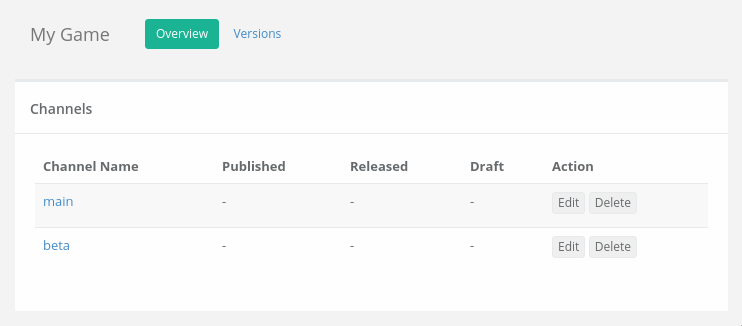 My Game Overview Versions
Channels
Channel Name Published Released Draft Action
main - - - Edit Delete
beta - - - Edit Delete